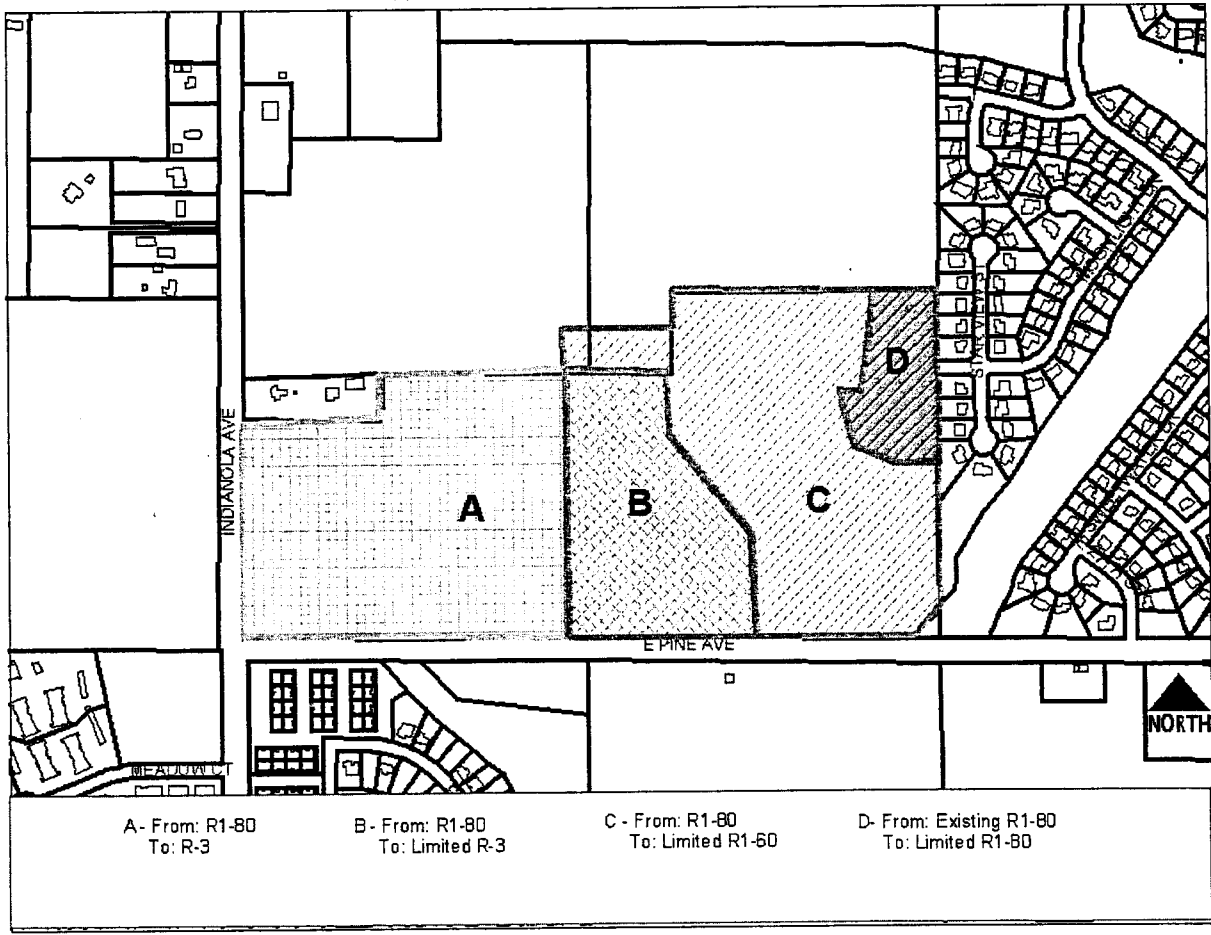 D
A
B
C
INDIANOLA AVE
E PINE AVE
NORTH
MEADOW CT
A- From: R1-80
To: R-3
B- From: R1-80
To: Limited R-3
C - From: R1-80
To: Limited R1-60
D- From: Existing R1-80
To: Limited R1-80